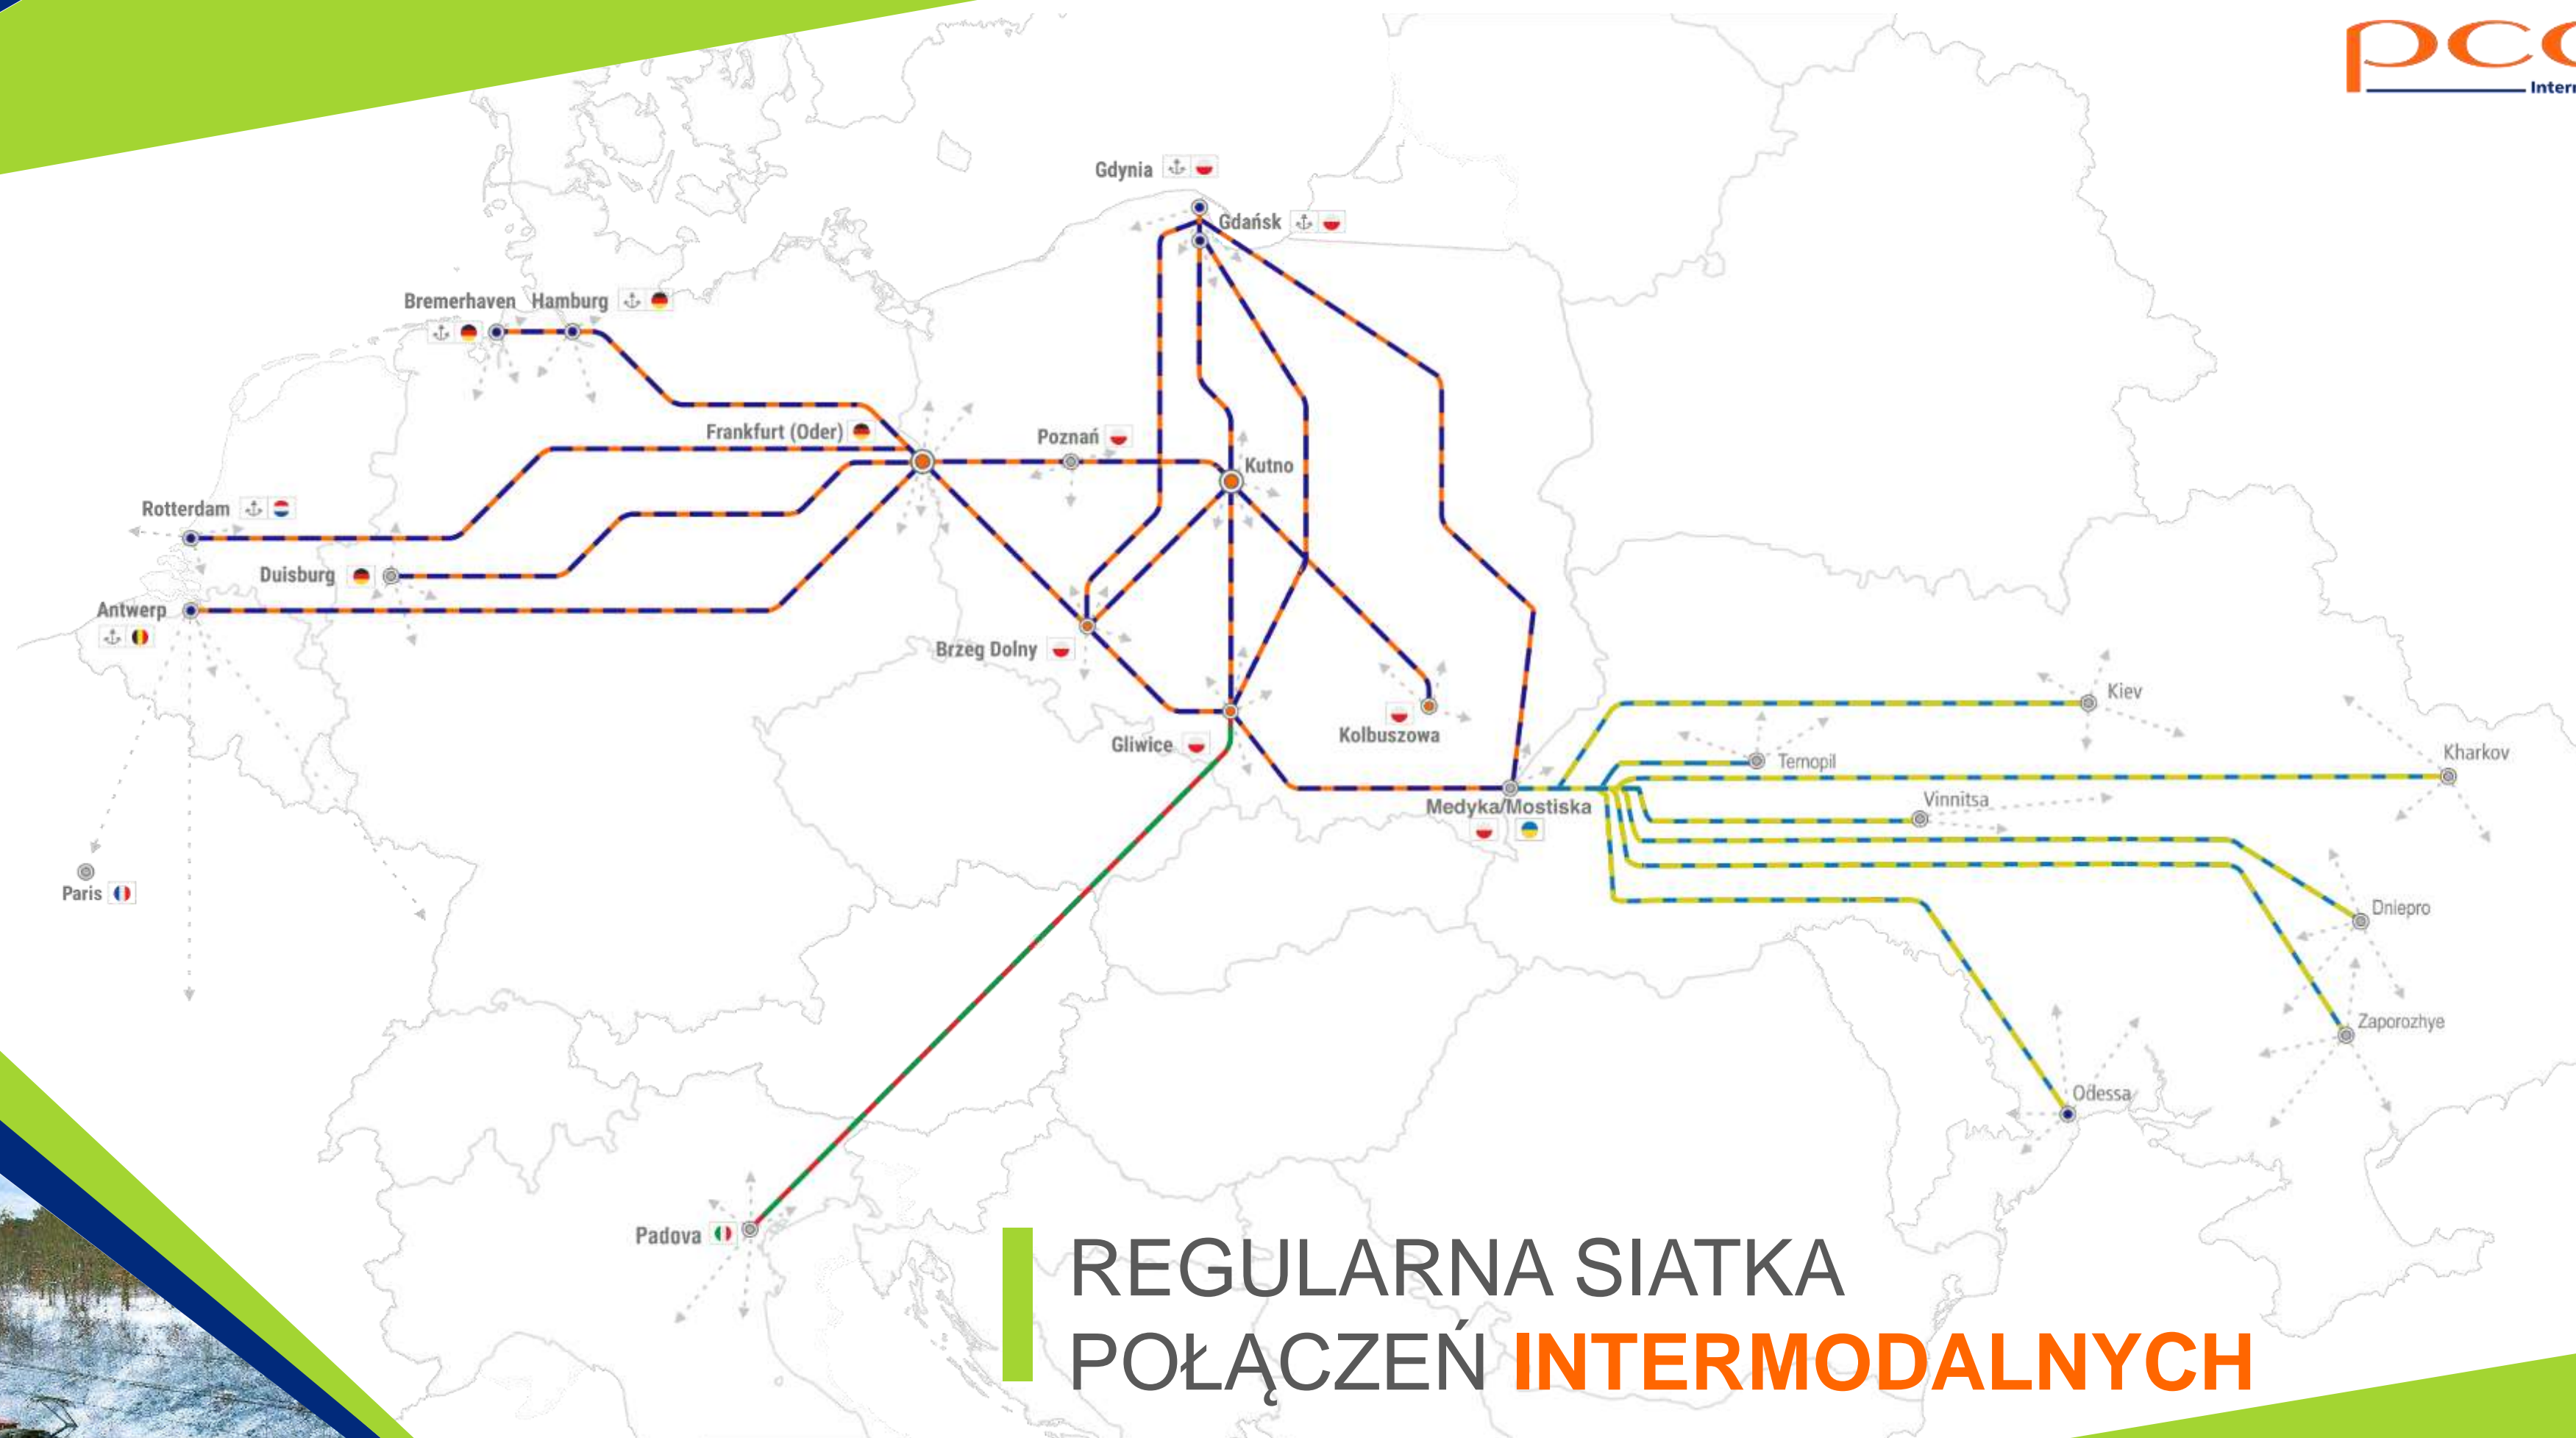 pcc
Gdynia
Gdańsk
Bremerhaven Hamburg
Frankfurt (Oder)
Poznań
Kutno
Rotterdam
Duisburg
Antwerp
Brzeg Dolny
Kiev
Gliwice
Kolbuszowa
Ternopil
Kharkov
Medyka/Mostiska
Vinnitsa
Paris
Dniepro
Zaporozhye
Odessa
Padova
REGULARNA SIATKA
POŁĄCZEŃ INTERMODALNYCH